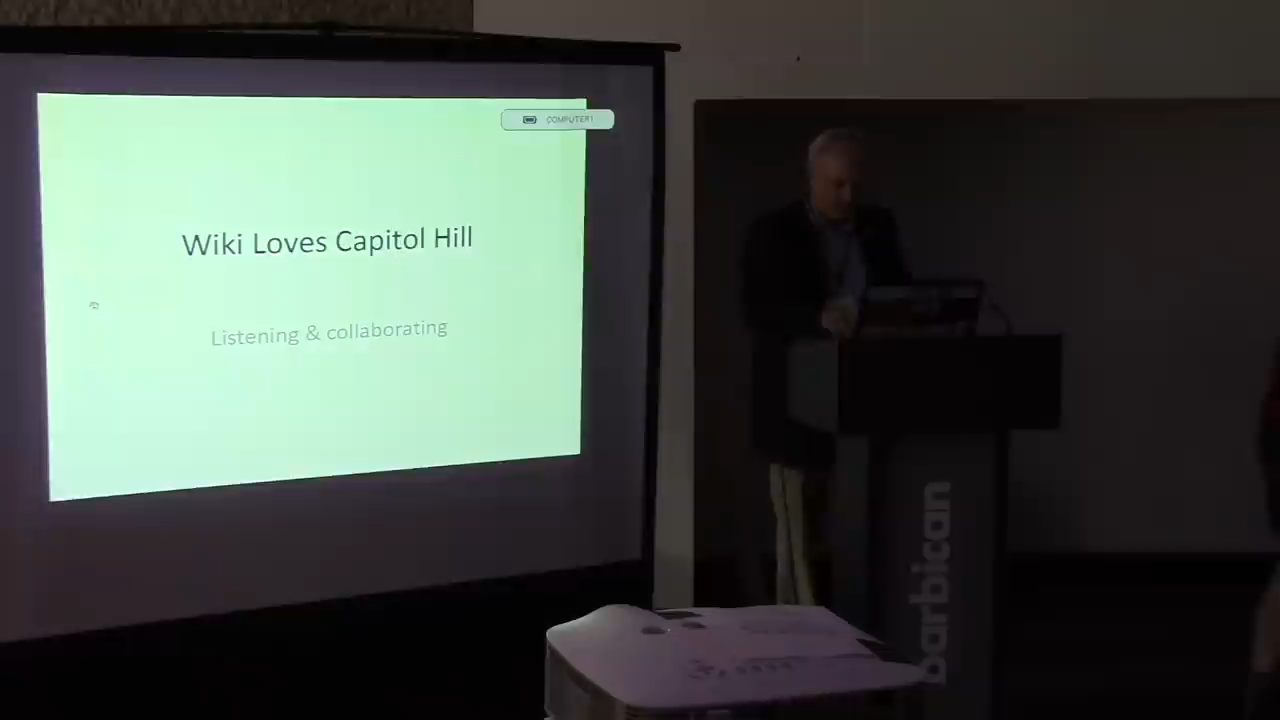 COMPUTER1
Wiki Loves Capitol Hill
Listening & collaborating
barbican